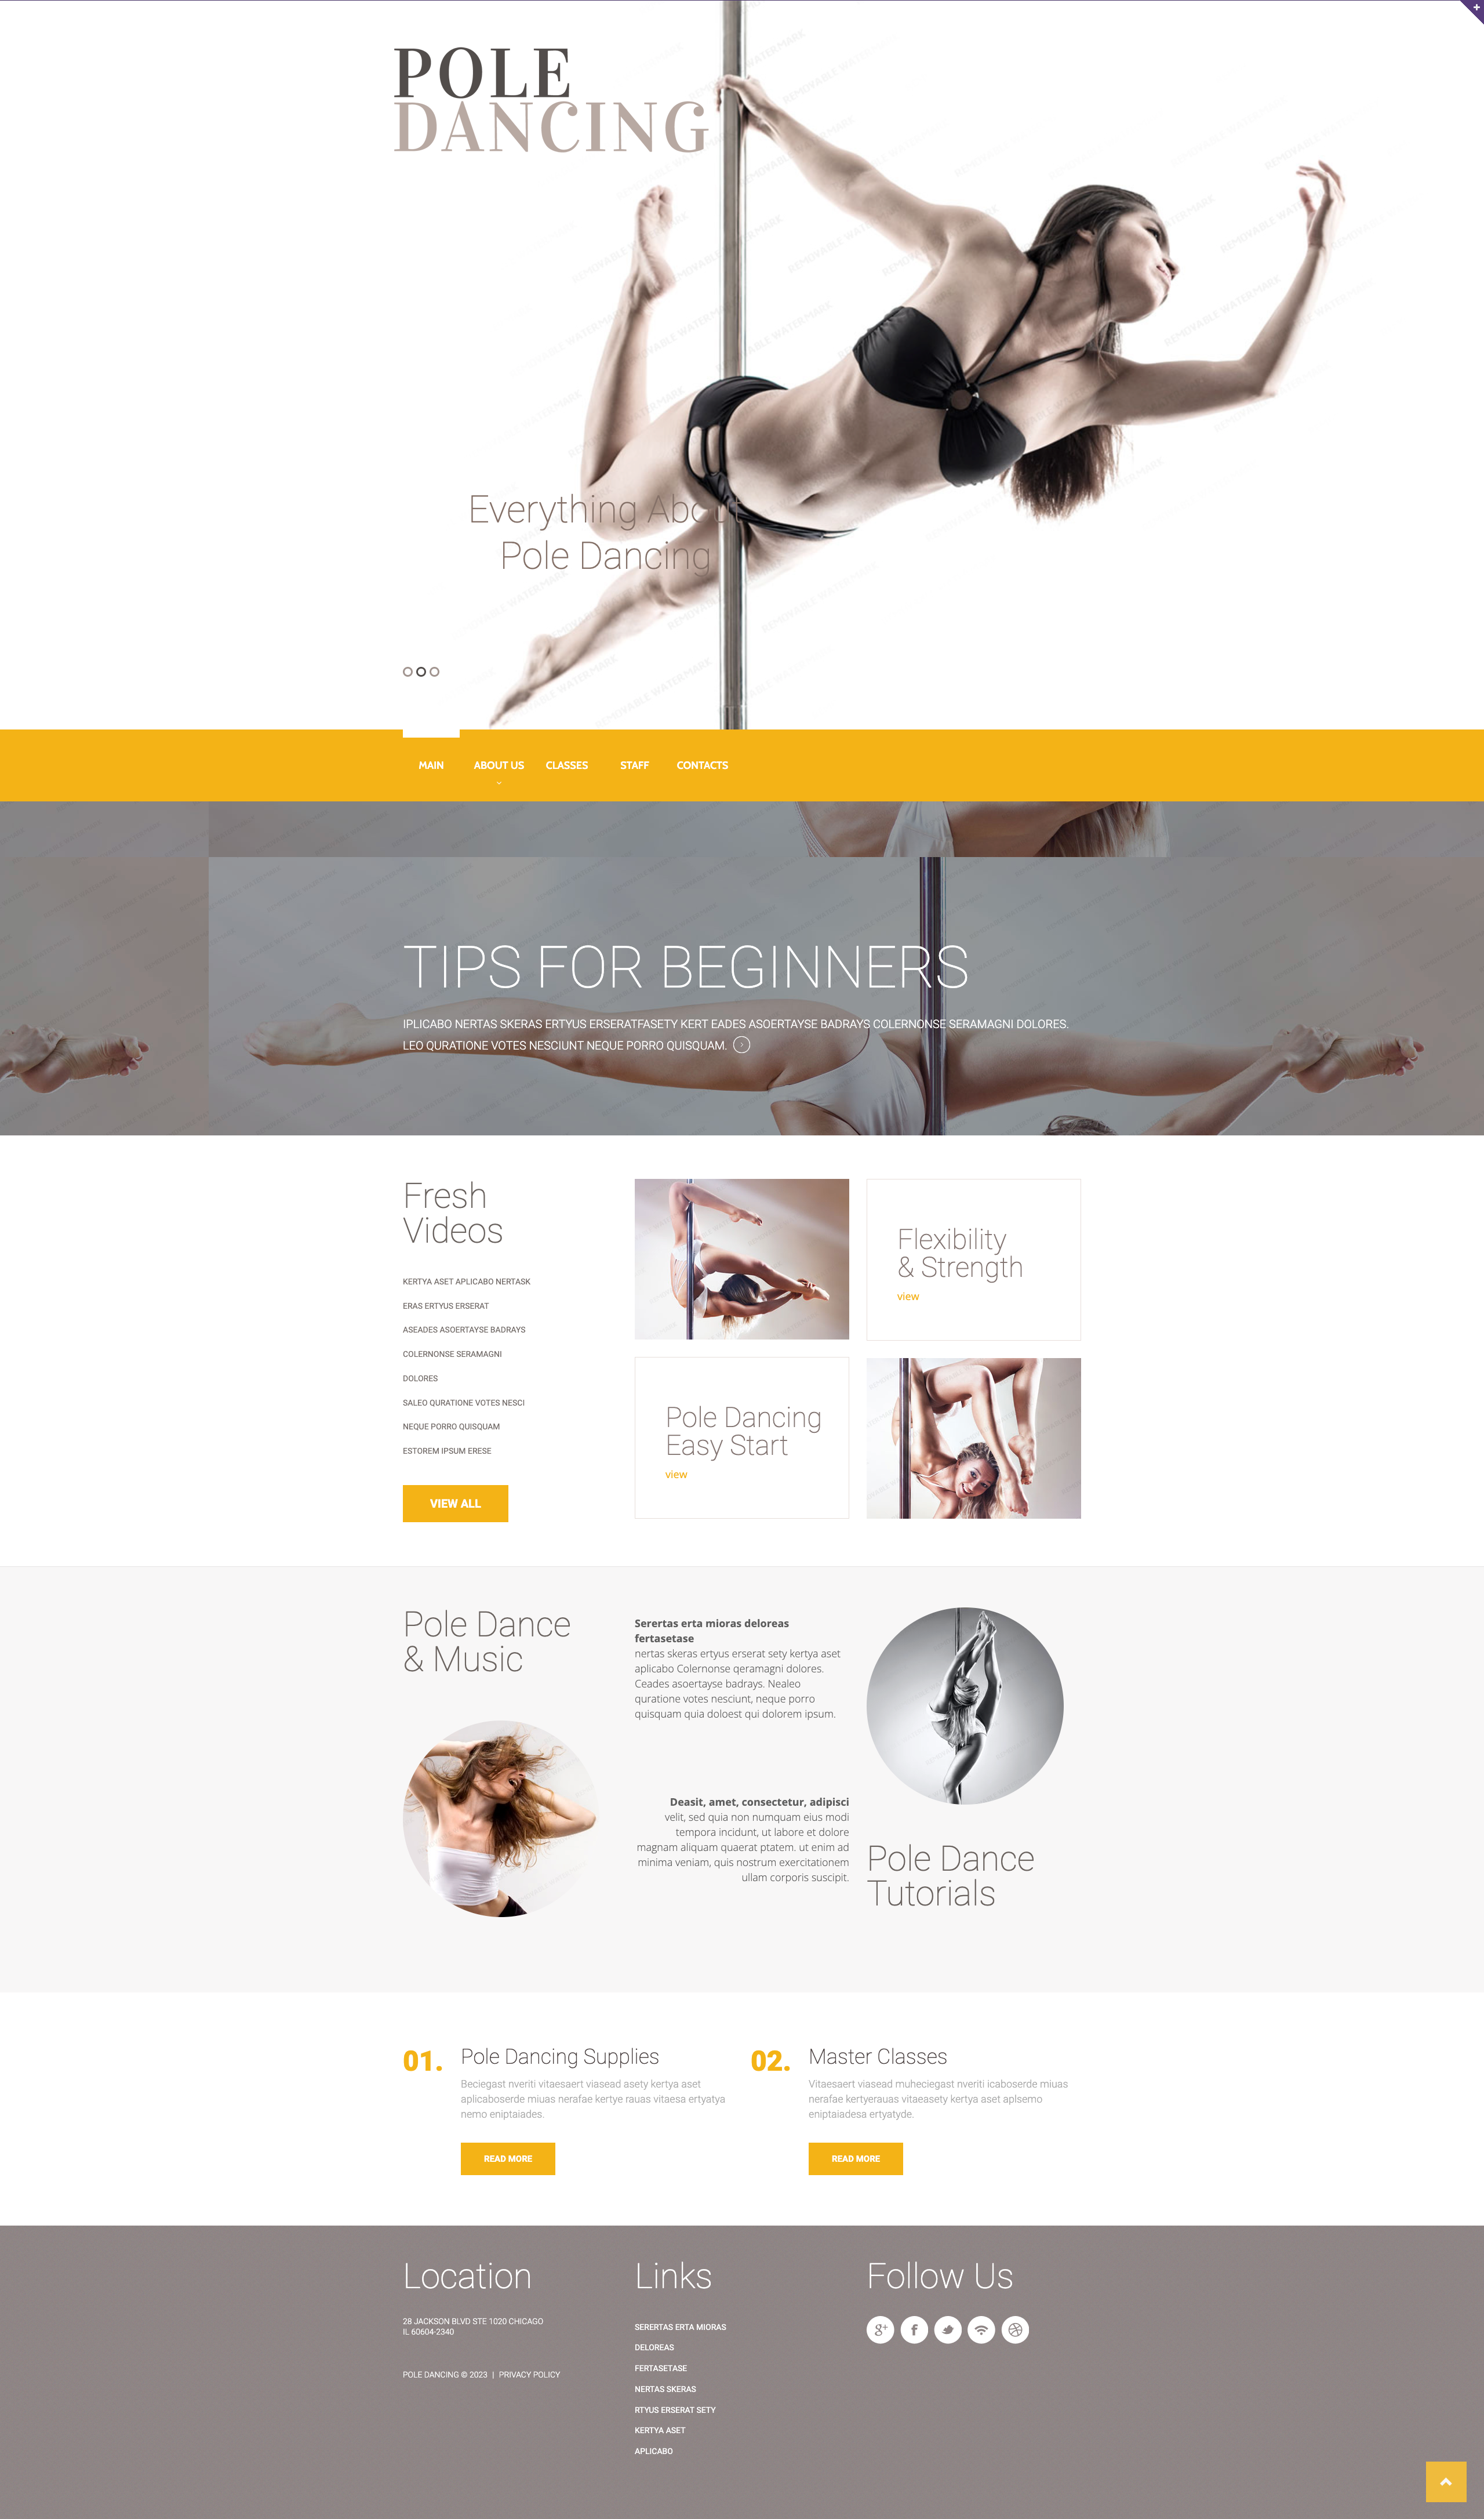 POLE
DANCING
Everything About
Pole Dancing
MAIN
ABOUT US
CLASSES
STAFF
CONTACTS
TIPS FOR BEGINNERS
IPLICABO NERTAS SKERAS ERTYUS ERSERATFASETY KERT EADES ASOERTAYSE BADRAYS COLERNONSE SERAMAGNI DOLORES.
LEO QURATIONE VOTES NESCIUNT NEQUE PORRO QUISQUAM.
Fresh
Videos
KERTYA ASET APLICABO NERTASK
ERAS ERTYUS ERSERAT
ASEADES ASOERTAYSE BADRAYS
COLERNONSE SERAMAGNI
DOLORES
SALEO QURATIONE VOTES NESCI
NEQUE PORRO QUISQUAM
ESTOREM IPSUM ERESE
VIEW ALL
Flexibility
& Strength
view
Pole Dancing
Easy Start
view
Pole Dance
& Music
Serertas erta mioras deloreas
fertasetase
nertas skeras ertyus erserat sety kertya aset
aplicabo Colernonse qeramagni dolores.
Ceades asoertayse badrays. Nealeo
quratione votes nesciunt, neque porro
quisquam quia doloest qui dolorem ipsum.
Deasit, amet, consectetur, adipisci
velit, sed quia non numquam eius modi
tempora incidunt, ut labore et dolore
magnam aliquam quaerat ptatem. ut enim ad
minima veniam, quis nostrum exercitationem
ullam corporis suscipit.
Pole Dance
Tutorials
01.
Pole Dancing Supplies
Beciegast nveriti vitaesaert viasead asety kertya aset
aplicaboserde miuas nerafae kertye rauas vitaesa ertyatya
nemo eniptaiades.
READ MORE
02.
Master Classes
Vitaesaert viasead muheciegast nveriti icaboserde miuas
nerafae kertyerauas vitaeasety kertya aset aplsemo
eniptaiadesa ertyatyde.
READ MORE
Location
28 JACKSON BLVD STE 1020 CHICAGO
IL 60604-2340
POLE DANCING © 2023 | PRIVACY POLICY
Links
SERERTAS ERTA MIORAS
DELOREAS
FERTASETASE
NERTAS SKERAS
RTYUS ERSERAT SETY
KERTYA ASET
APLICABO
Follow Us
REMOVABLE WATERMARK